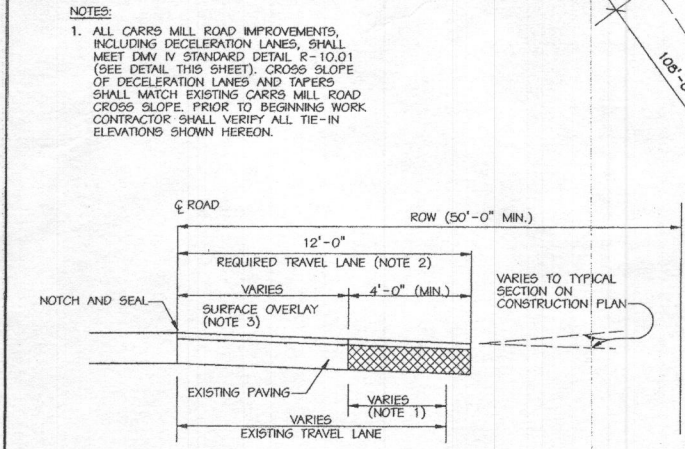 NOTES:
1. ALL CARRS MILL ROAD IMPROVEMENTS,
INCLUDING DECELERATION LANES, SHALL
MEET DMV IV STANDARD DETAIL R-10.01
(SEE DETAIL THIS SHEET). CROSS SLOPE
OF DECELERATION LANES AND TAPERS
SHALL MATCH EXISTING CARRS MILL ROAD
CROSS SLOPE. PRIOR TO BEGINNING WORK
CONTRACTOR SHALL VERIFY ALL TIE-IN
ELEVATIONS SHOWN HEREON.
108'-0
℄ ROAD
ROW (50'-0" MIN.)
12'-0"
REQUIRED TRAVEL LANE (NOTE 2)
VARIES
4'-0" (MIN.)
VARIES TO TYPICAL
SECTION ON
CONSTRUCTION PLAN
NOTCH AND SEAL
SURFACE OVERLAY
(NOTE 3)
EXISTING PAVING
VARIES
(NOTE 1)
VARIES
EXISTING TRAVEL LANE